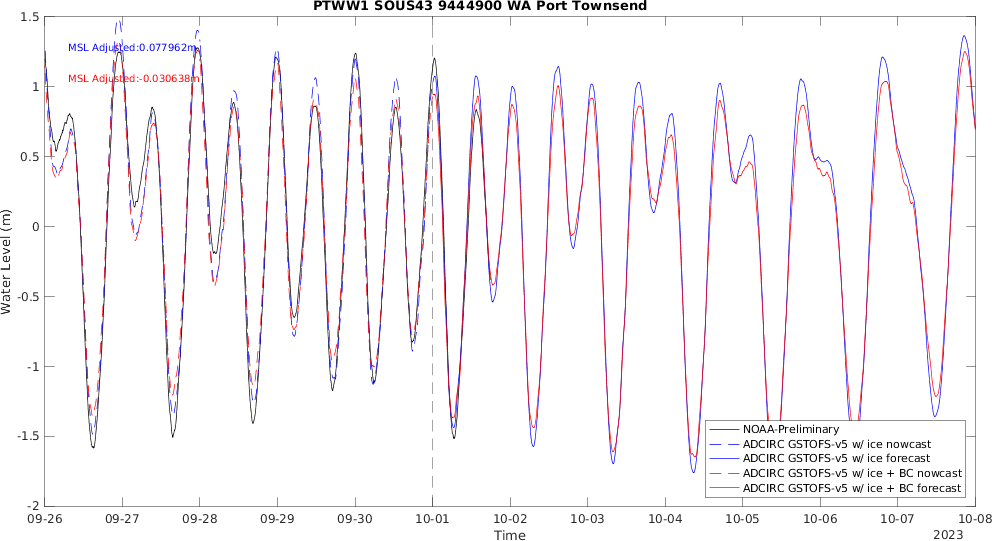 PTWW1 SOUS43 9444900 WA Port Townsend
MSL Adjusted:0.077962m
MSL Adjusted:-0.030638m
Water Level (m)
1.5
1
0.5
0
-0.5
-1
-1.5
-2
09-26 09-27 09-28 09-29 09-30 10-01 10-02 10-03 10-04 10-05 10-06 10-07 10-08
Time
2023
NOAA-Preliminary
ADCIRC GSTOFS-v5 w/ ice nowcast
ADCIRC GSTOFS-v5 w/ ice forecast
ADCIRC GSTOFS-v5 w/ ice + BC nowcast
ADCIRC GSTOFS-v5 w/ ice + BC forecast